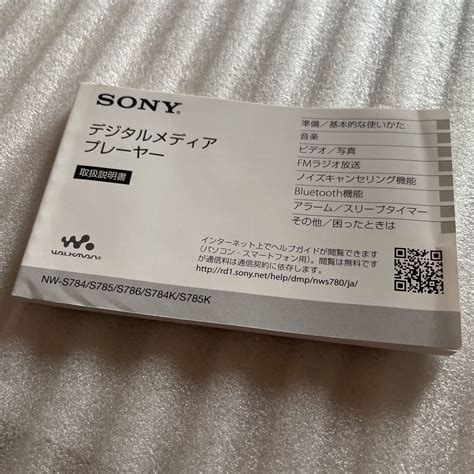 SONY®
デジタルメディア
プレーヤー
取扱説明書
準備／基本的な使いかた
音楽
ビデオ／写真
FMラジオ放送
ノイズキャンセリング機能
Bluetooth機能
アラーム／スリープタイマー
その他／困ったときは
WALKMAN®
インターネット上でヘルプガイドが閲覧できます
(パソコン・スマートフォン用)。閲覧は無料です
が通信料は通信契約に依存します。
http://rd1.sony.net/help/dmp/nws780/ja/
NW-S784/S785/S786/S784K/S785K